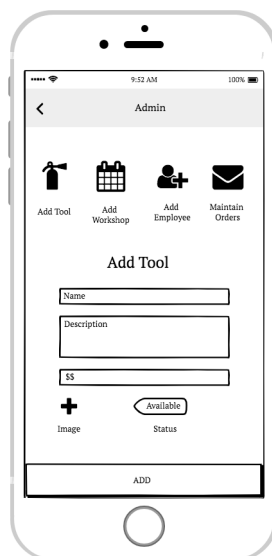 9:52 AM
100%
Admin
Add Tool
Add
Workshop
Add
Employee
Maintain
Orders
Add Tool
Name
Description
$$
Available
Image
Status
ADD